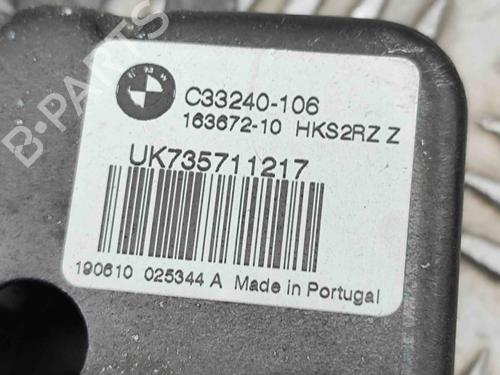 B-PARTS
C33240-106
163672-10 HKS2RZ Z
UK735711217
190610 025344 A Made in Portugal